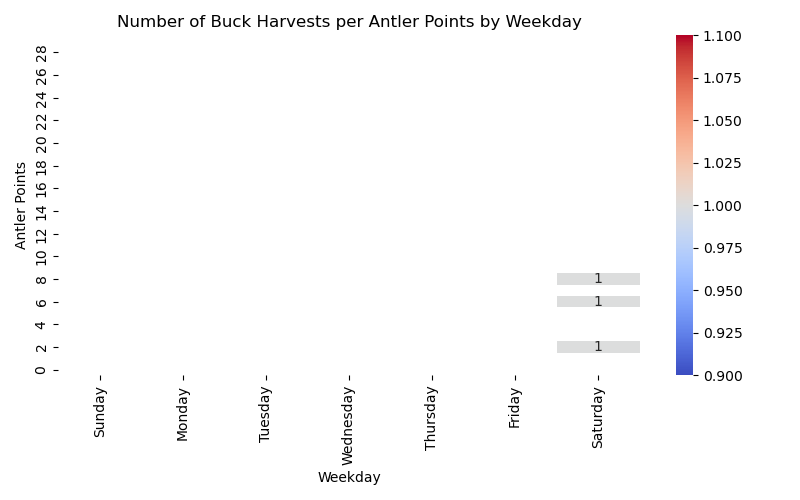 Number of Buck Harvests per Antler Points by Weekday
Antler Points
28
26
24
22
20
18
16
14
12
10
8
6
4
2
0
1
1
1
Sunday
Monday
Tuesday
Wednesday
Thursday
Friday
Saturday
Weekday
1.100
1.075
1.050
1.025
1.000
0.975
0.950
0.925
0.900